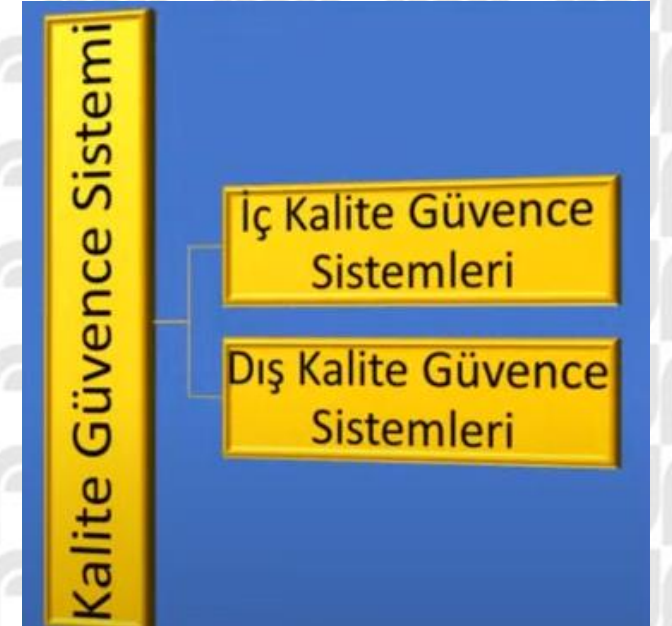 Kalite Güvence Sistemi
İç Kalite Güvence
Sistemleri
Dış Kalite Güvence
Sistemleri